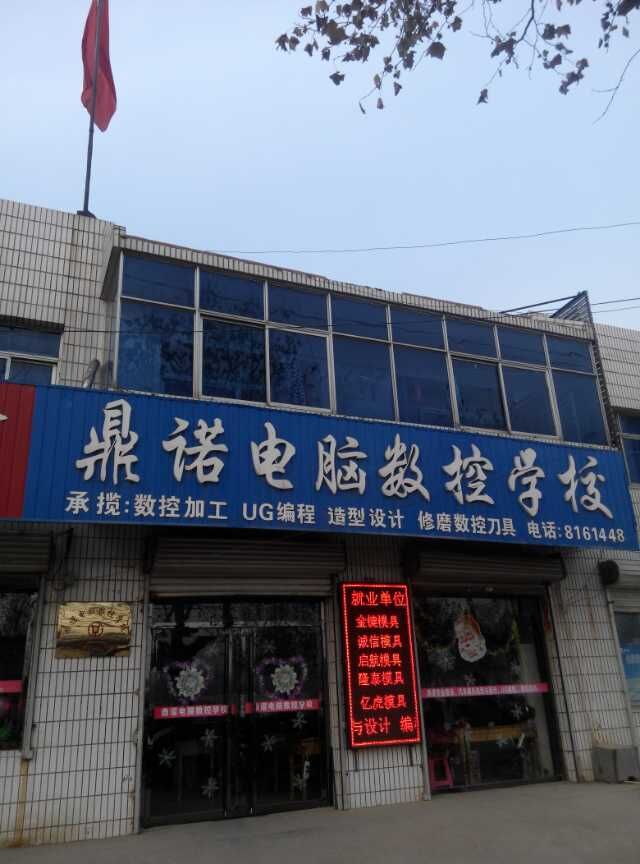 鼎诺电脑数控学校
承揽:数控加工 UG编程 造型设计 修磨数控刀具 电话:8161448
就业单位
金镜模具
诚信模具
启航模具
隆泰模具
亿虎模具
与设计 编
鼎诺电脑数控学校
鼎诺电脑数控学校